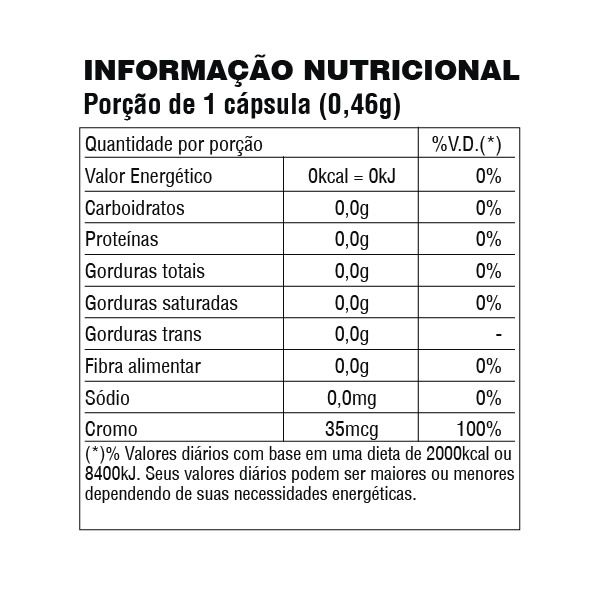 INFORMAÇÃO NUTRICIONAL
Porção de 1 cápsula (0,46g)
Quantidade por porção %V.D.(*)
Valor Energético 0kcal = 0kJ 0%
Carboidratos 0,0g 0%
Proteínas 0,0g 0%
Gorduras totais 0,0g 0%
Gorduras saturadas 0,0g 0%
Gorduras trans 0,0g -
Fibra alimentar 0,0g 0%
Sódio 0,0mg 0%
Cromo 35mcg 100%
(*)% Valores diários com base em uma dieta de 2000kcal ou
8400kJ. Seus valores diários podem ser maiores ou menores
dependendo de suas necessidades energéticas.